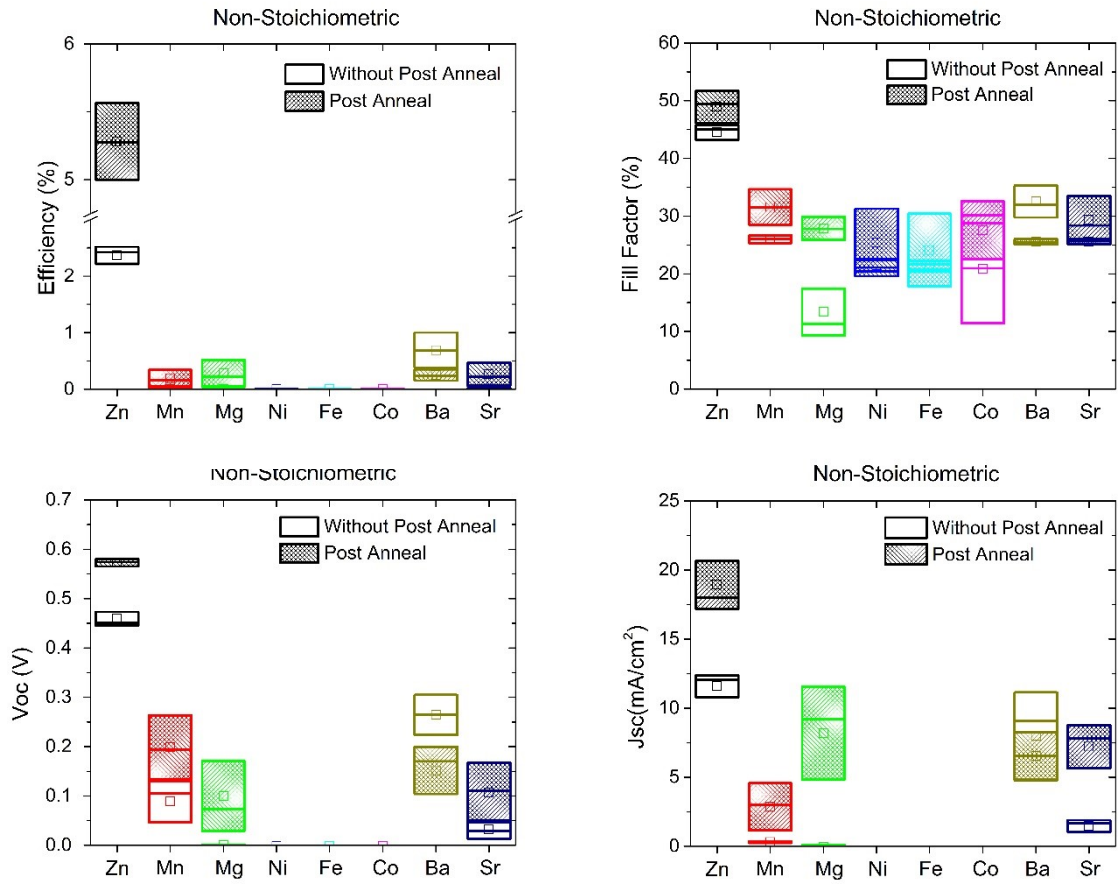 Non-Stoichiometric
6
5
2
1
0
Efficiency (%)
Without Post Anneal
Post Anneal
Zn Mn Mg Ni Fe Co Ba Sr
Non-Stoichiometric
60
50
40
30
20
10
0
Fill Factor (%)
Without Post Anneal
Post Anneal
Zn Mn Mg Ni Fe Co Ba Sr
Non-Stoichiometric
0.7
0.6
0.5
0.4
0.3
0.2
0.1
0.0
Voc (V)
Without Post Anneal
Post Anneal
Zn Mn Mg Ni Fe Co Ba Sr
Non-Stoichiometric
25
20
15
10
5
0
Jsc(mA/cm²)
Without Post Anneal
Post Anneal
Zn Mn Mg Ni Fe Co Ba Sr